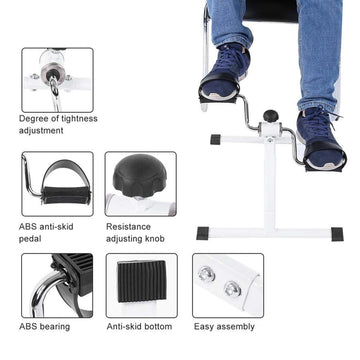 Degree of tightness
adjustment
ABS anti-skid
pedal
Resistance
adjusting knob
ABS bearing
Anti-skid bottom
Easy assembly